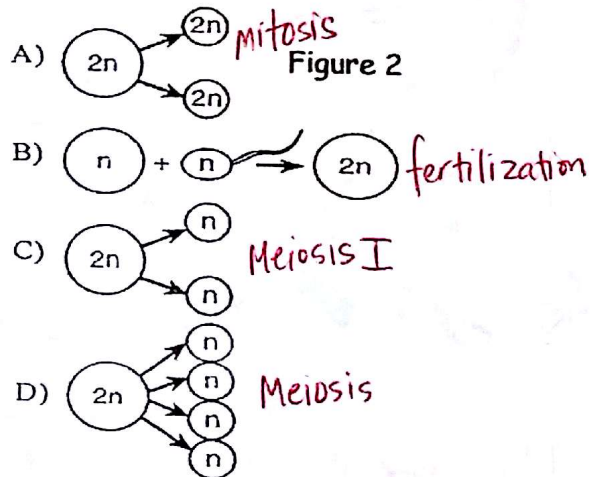 A) 2n 2n 2n Mitosis
Figure 2
B) n + n 2n fertilization
C) 2n n n Meiosis I
D) 2n n n n n Meiosis